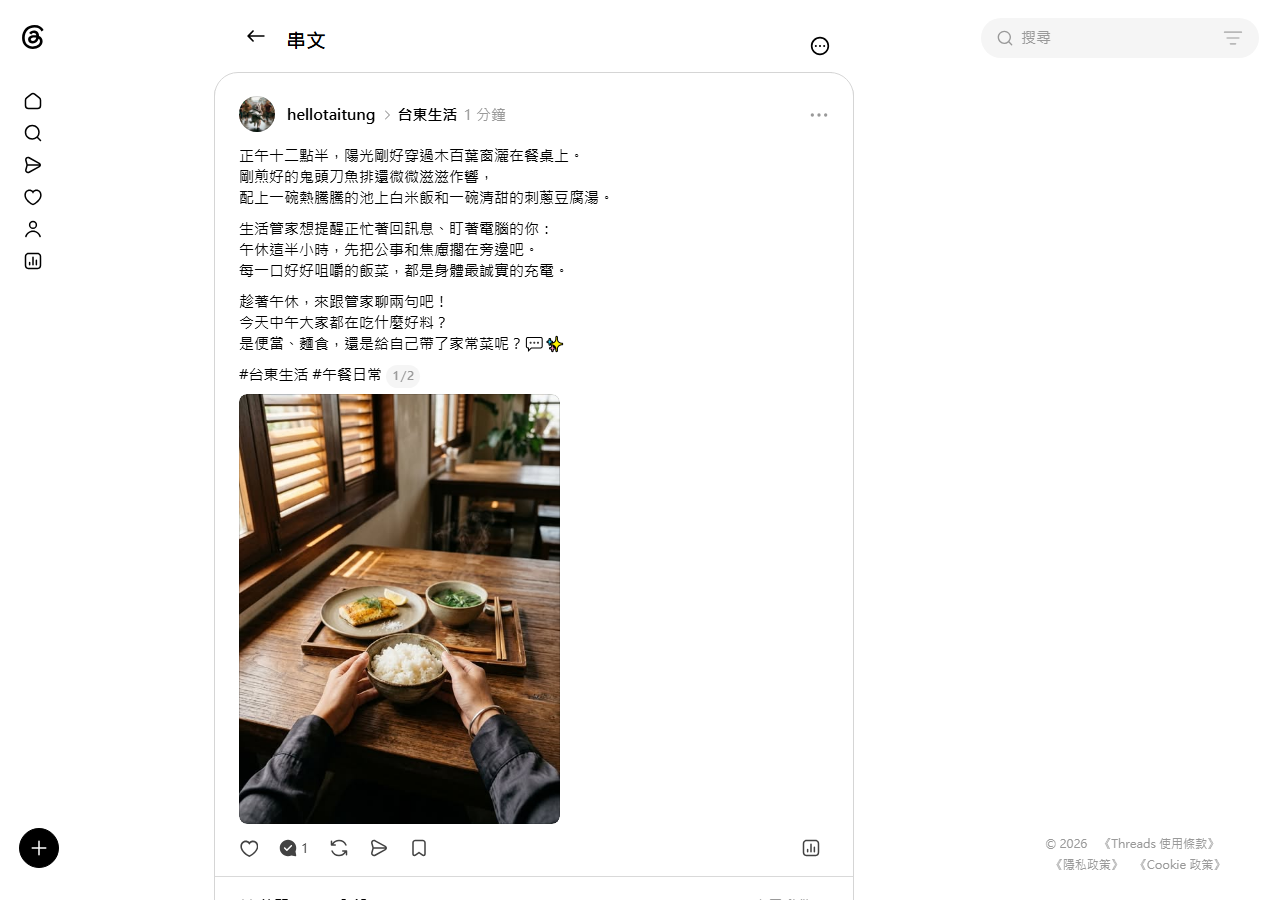 串文
搜尋
hellotaitung > 台東生活 1 分鐘
正午十二點半，陽光剛好穿過木百葉窗灑在餐桌上。
剛煎好的鬼頭刀魚排還微微滋滋作響，
配上一碗熱騰騰的池上白米飯和一碗清甜的刺蔥豆腐湯。
生活管家想提醒正忙著回訊息、盯著電腦的你：
午休這半小時，先把公事和焦慮擱在旁邊吧。
每一口好好咀嚼的飯菜，都是身體最誠實的充電。
趁著午休，來跟管家聊兩句吧！
今天中午大家都在吃什麼好料？
是便當、麵食，還是給自己帶了家常菜呢？💬✨
#台東生活 #午餐日常 1/2
1
© 2026 《Threads 使用條款》
《隱私政策》 《Cookie 政策》